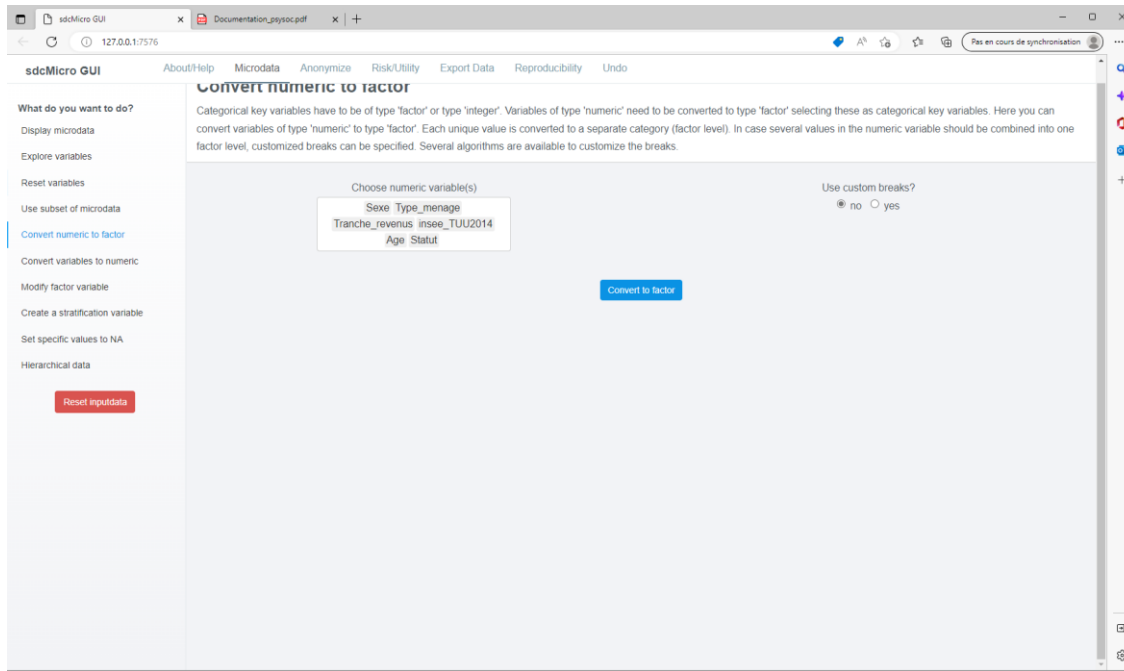 sdcMicro GUI
Documentation_psysoc.pdf
127.0.0.1:7576
Pas en cours de synchronisation
sdcMicro GUI
About/Help Microdata Anonymize Risk/Utility Export Data Reproducibility Undo
What do you want to do?
Display microdata
Explore variables
Reset variables
Use subset of microdata
Convert numeric to factor
Convert variables to numeric
Modify factor variable
Create a stratification variable
Set specific values to NA
Hierarchical data
Reset inputdata
Convert numeric to factor
Categorical key variables have to be of type 'factor' or type 'integer'. Variables of type 'numeric' need to be converted to type 'factor' selecting these as categorical key variables. Here you can
convert variables of type 'numeric' to type 'factor'. Each unique value is converted to a separate category (factor level). In case several values in the numeric variable should be combined into one
factor level, customized breaks can be specified. Several algorithms are available to customize the breaks.
Choose numeric variable(s)
Sexe Type_menage
Tranche_revenus insee_TUU2014
Age Statut
Use custom breaks?
no yes
Convert to factor